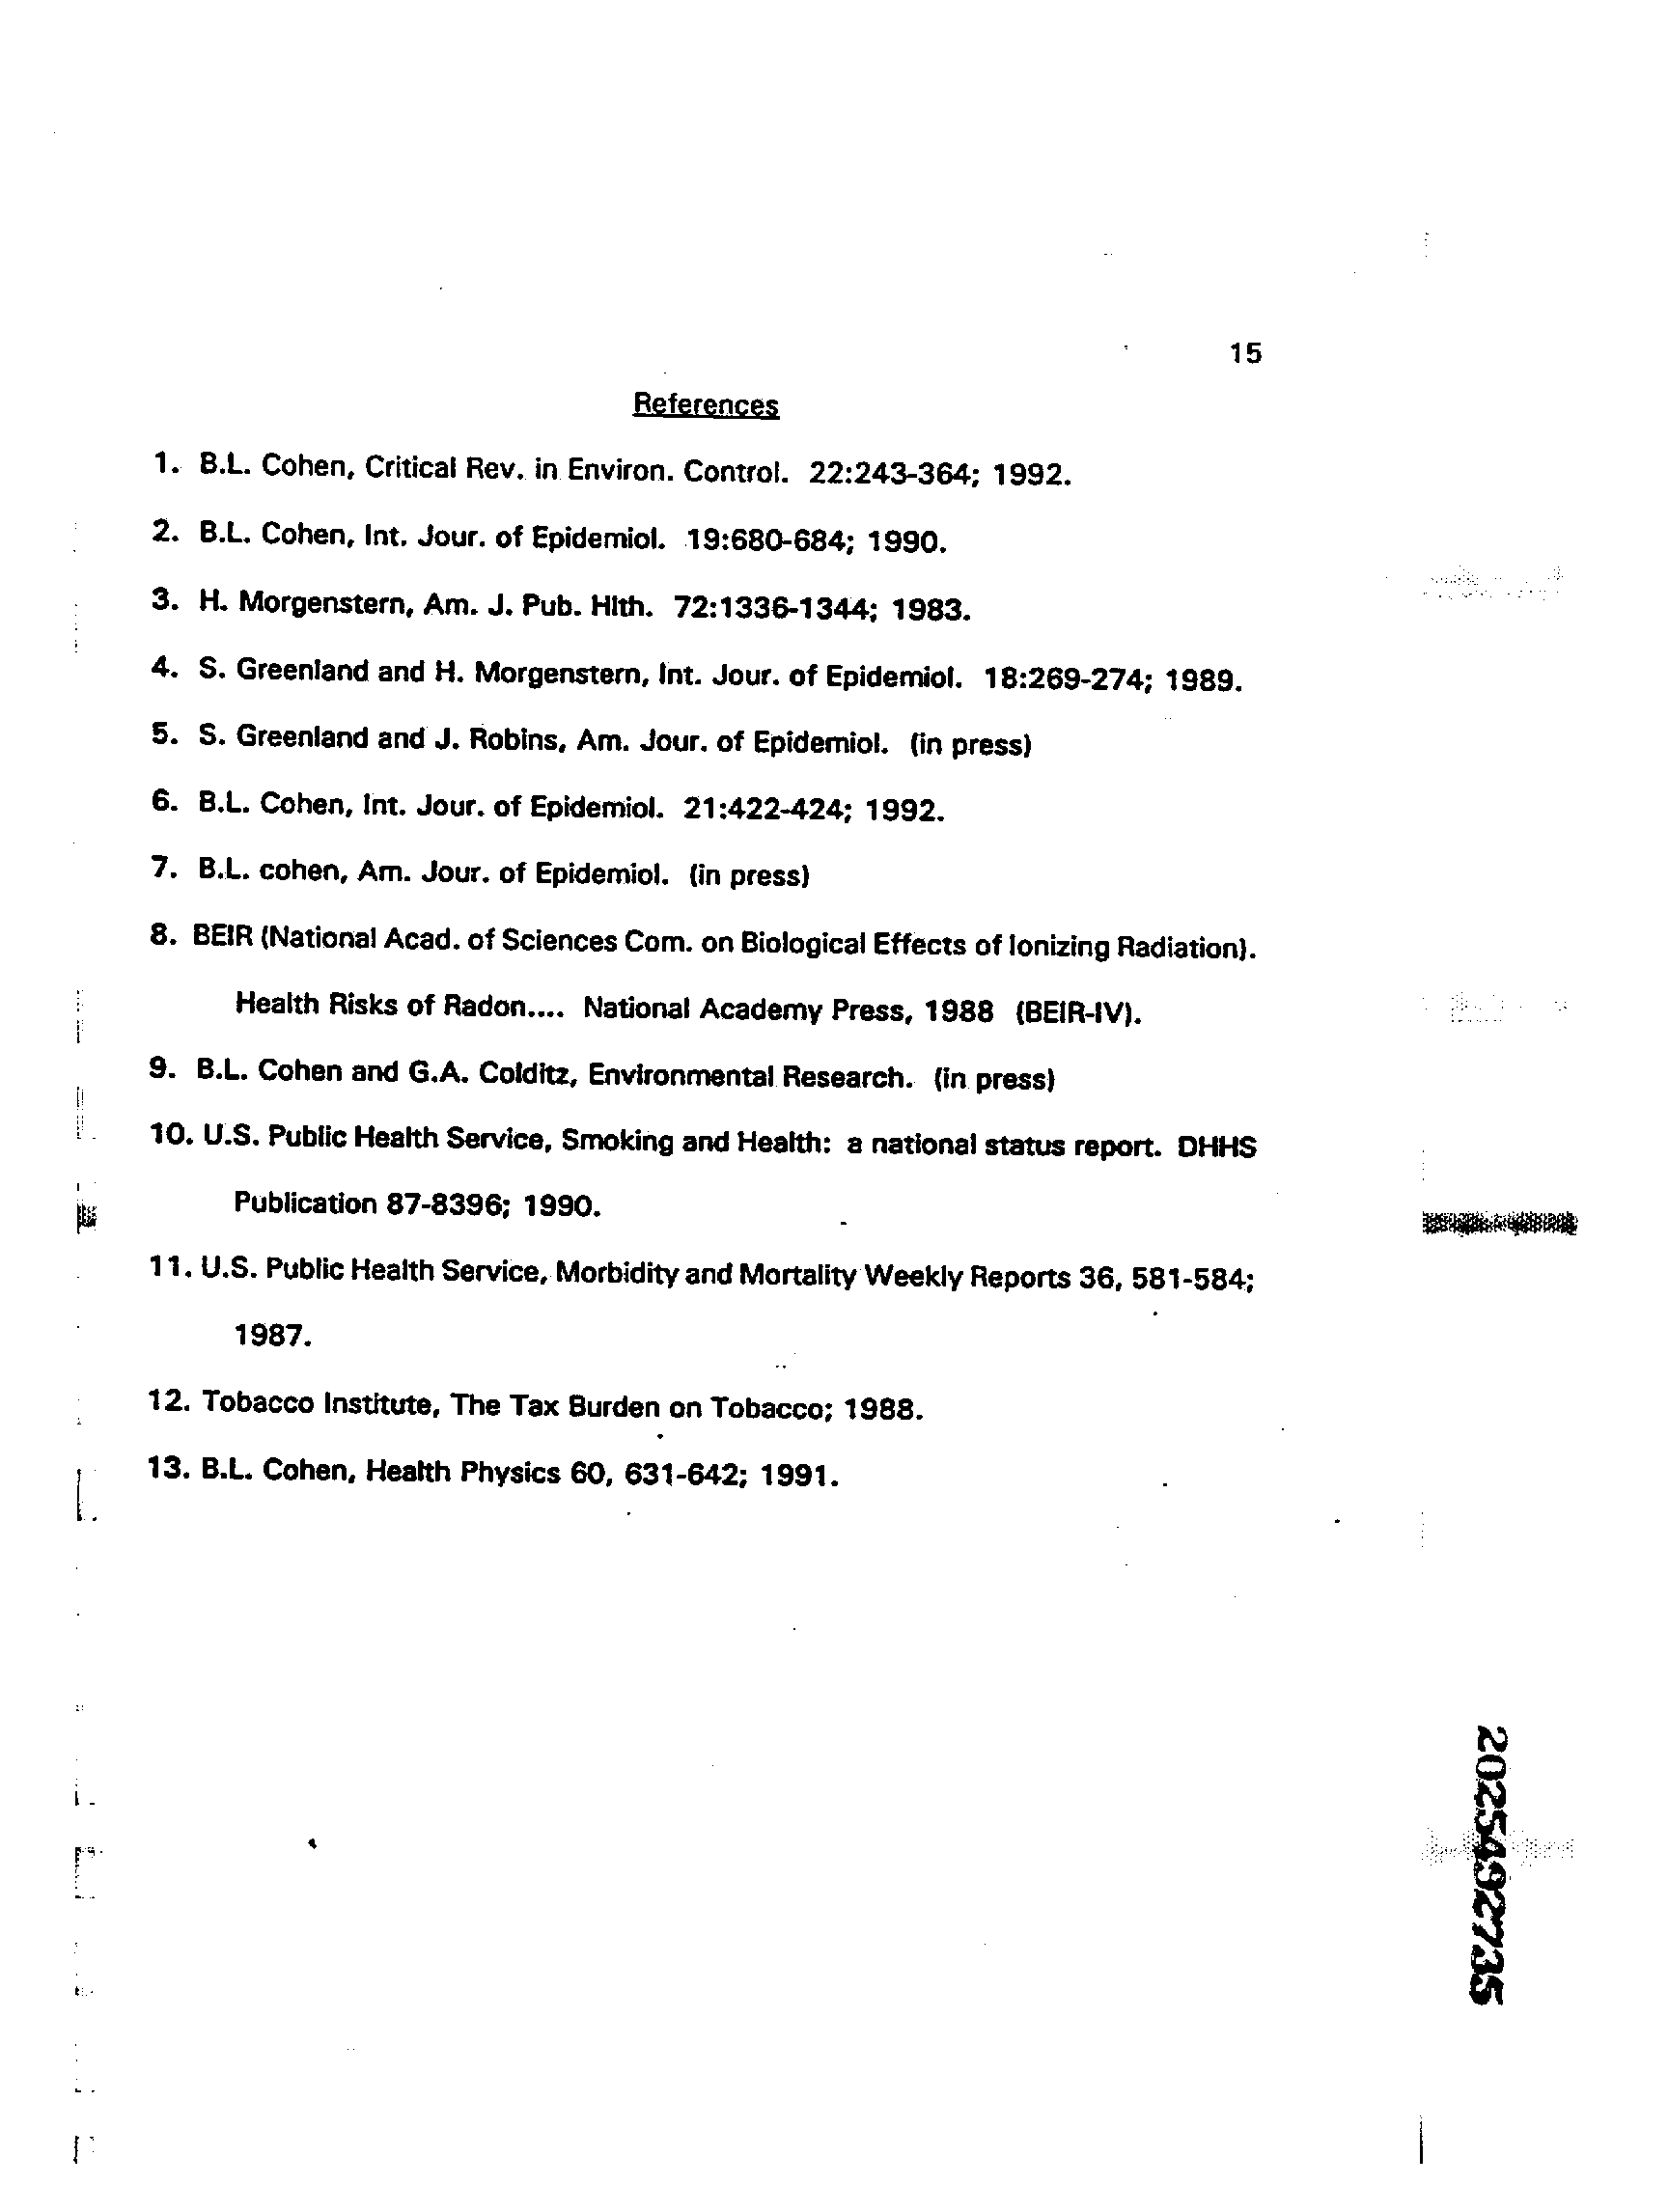 15
References
1. B.L. Cohen, Critical Rev. in Environ. Control. 22:243-364; 1992.
2. B.L. Cohen, Int. Jour. of Epidemiol. 19:680-684; 1990.
3. H. Morgenstern, Am. J. Pub. Hlth. 72:1336-1344; 1983.
4. S. Greenland and H. Morgenstern, Int. Jour. of Epidemiol. 18:269-274; 1989.
5. S. Greenland and J. Robins, Am. Jour. of Epidemiol. (in press)
6. B.L. Cohen, Int. Jour. of Epidemiol. 21:422-424; 1992.
7. B.L. cohen, Am. Jour. of Epidemiol. (in press)
8. BEIR (National Acad. of Sciences Com. on Biological Effects of Ionizing Radiation).
Health Risks of Radon.... National Academy Press, 1988 (BEIR-IV).
9. B.L. Cohen and G.A. Colditz, Environmental Research. (in press)
10. U.S. Public Health Service, Smoking and Health: a national status report. DHHS
Publication 87-8396; 1990.
11. U.S. Public Health Service, Morbidity and Mortality Weekly Reports 36, 581-584;
1987.
12. Tobacco Institute, The Tax Burden on Tobacco; 1988.
13. B.L. Cohen, Health Physics 60, 631-642; 1991.
2025492735